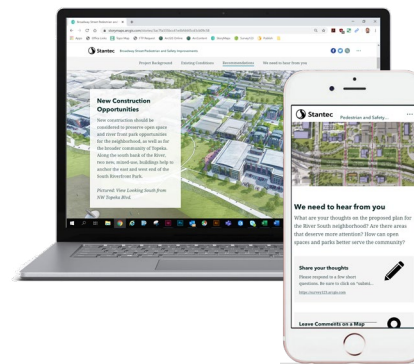 Stantec Broadway Street Pedestrian and Safety Improvements
Project Background Existing Conditions Recommendations We need to hear from you
New Construction
Opportunities
New construction should be
considered to preserve open space
and river front park opportunities
for the neighborhood, as well as for
the broader community of Topeka.
Along the south bank of the River,
two new, mixed-use, buildings help to
anchor the east and west end of the
South Riverfront Park.
Pictured: View Looking South from
NW Topeka Blvd.
Stantec Pedestrian and Safety...
We need to hear from you
What are your thoughts on the proposed plan for
the River South neighborhood? Are there areas
that deserve more attention? How can open
spaces and parks better serve the community?
Share your thoughts
Please respond to a few short
questions. Be sure to click on "submit...
Leave Comments on a Map